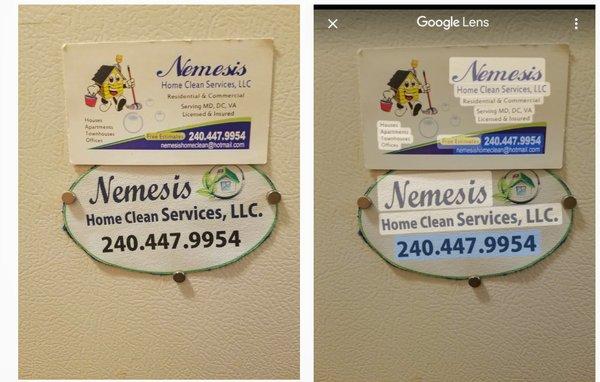 Nemesis
Home Clean Services, LLC
Residential & Commercial
Serving MD, DC, VA
Licensed & Insured
Houses
Apartments
Townhouses
Offices
Free Estimates 240.447.9954
nemesishomeclean@hotmail.com
Nemesis
Home Clean Services, LLC.
240.447.9954
Google Lens
Nemesis
Home Clean Services, LLC
Residential & Commercial
Serving MD, DC, VA
Licensed & Insured
Houses
Apartments
Townhouses
Offices
Free Estimates 240.447.9954
nemesishomeclean@hotmail.com
Nemesis
Home Clean Services, LLC.
240.447.9954